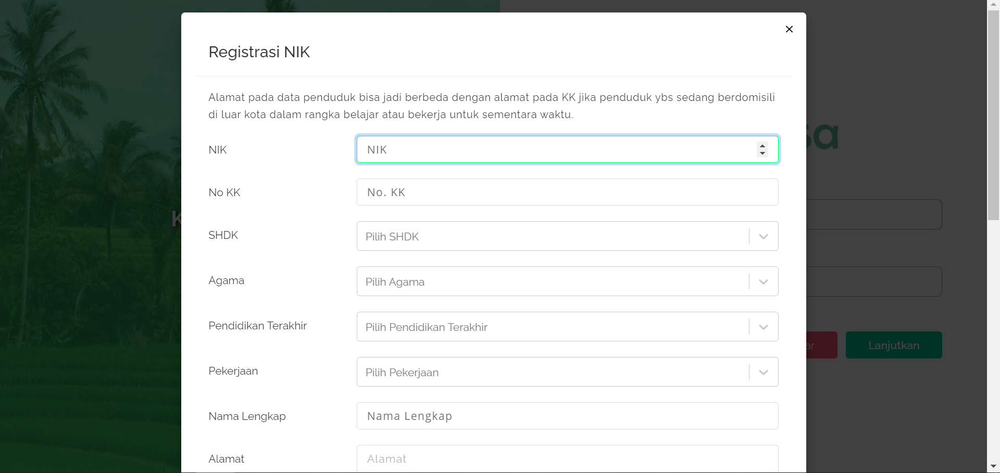 Registrasi NIK
Alamat pada data penduduk bisa jadi berbeda dengan alamat pada KK jika penduduk ybs sedang berdomisili
di luar kota dalam rangka belajar atau bekerja untuk sementara waktu.
NIK
NIK
No KK
No. KK
SHDK
Pilih SHDK
Agama
Pilih Agama
Pendidikan Terakhir
Pilih Pendidikan Terakhir
Pekerjaan
Pilih Pekerjaan
Nama Lengkap
Nama Lengkap
Alamat
Alamat
Lanjutkan